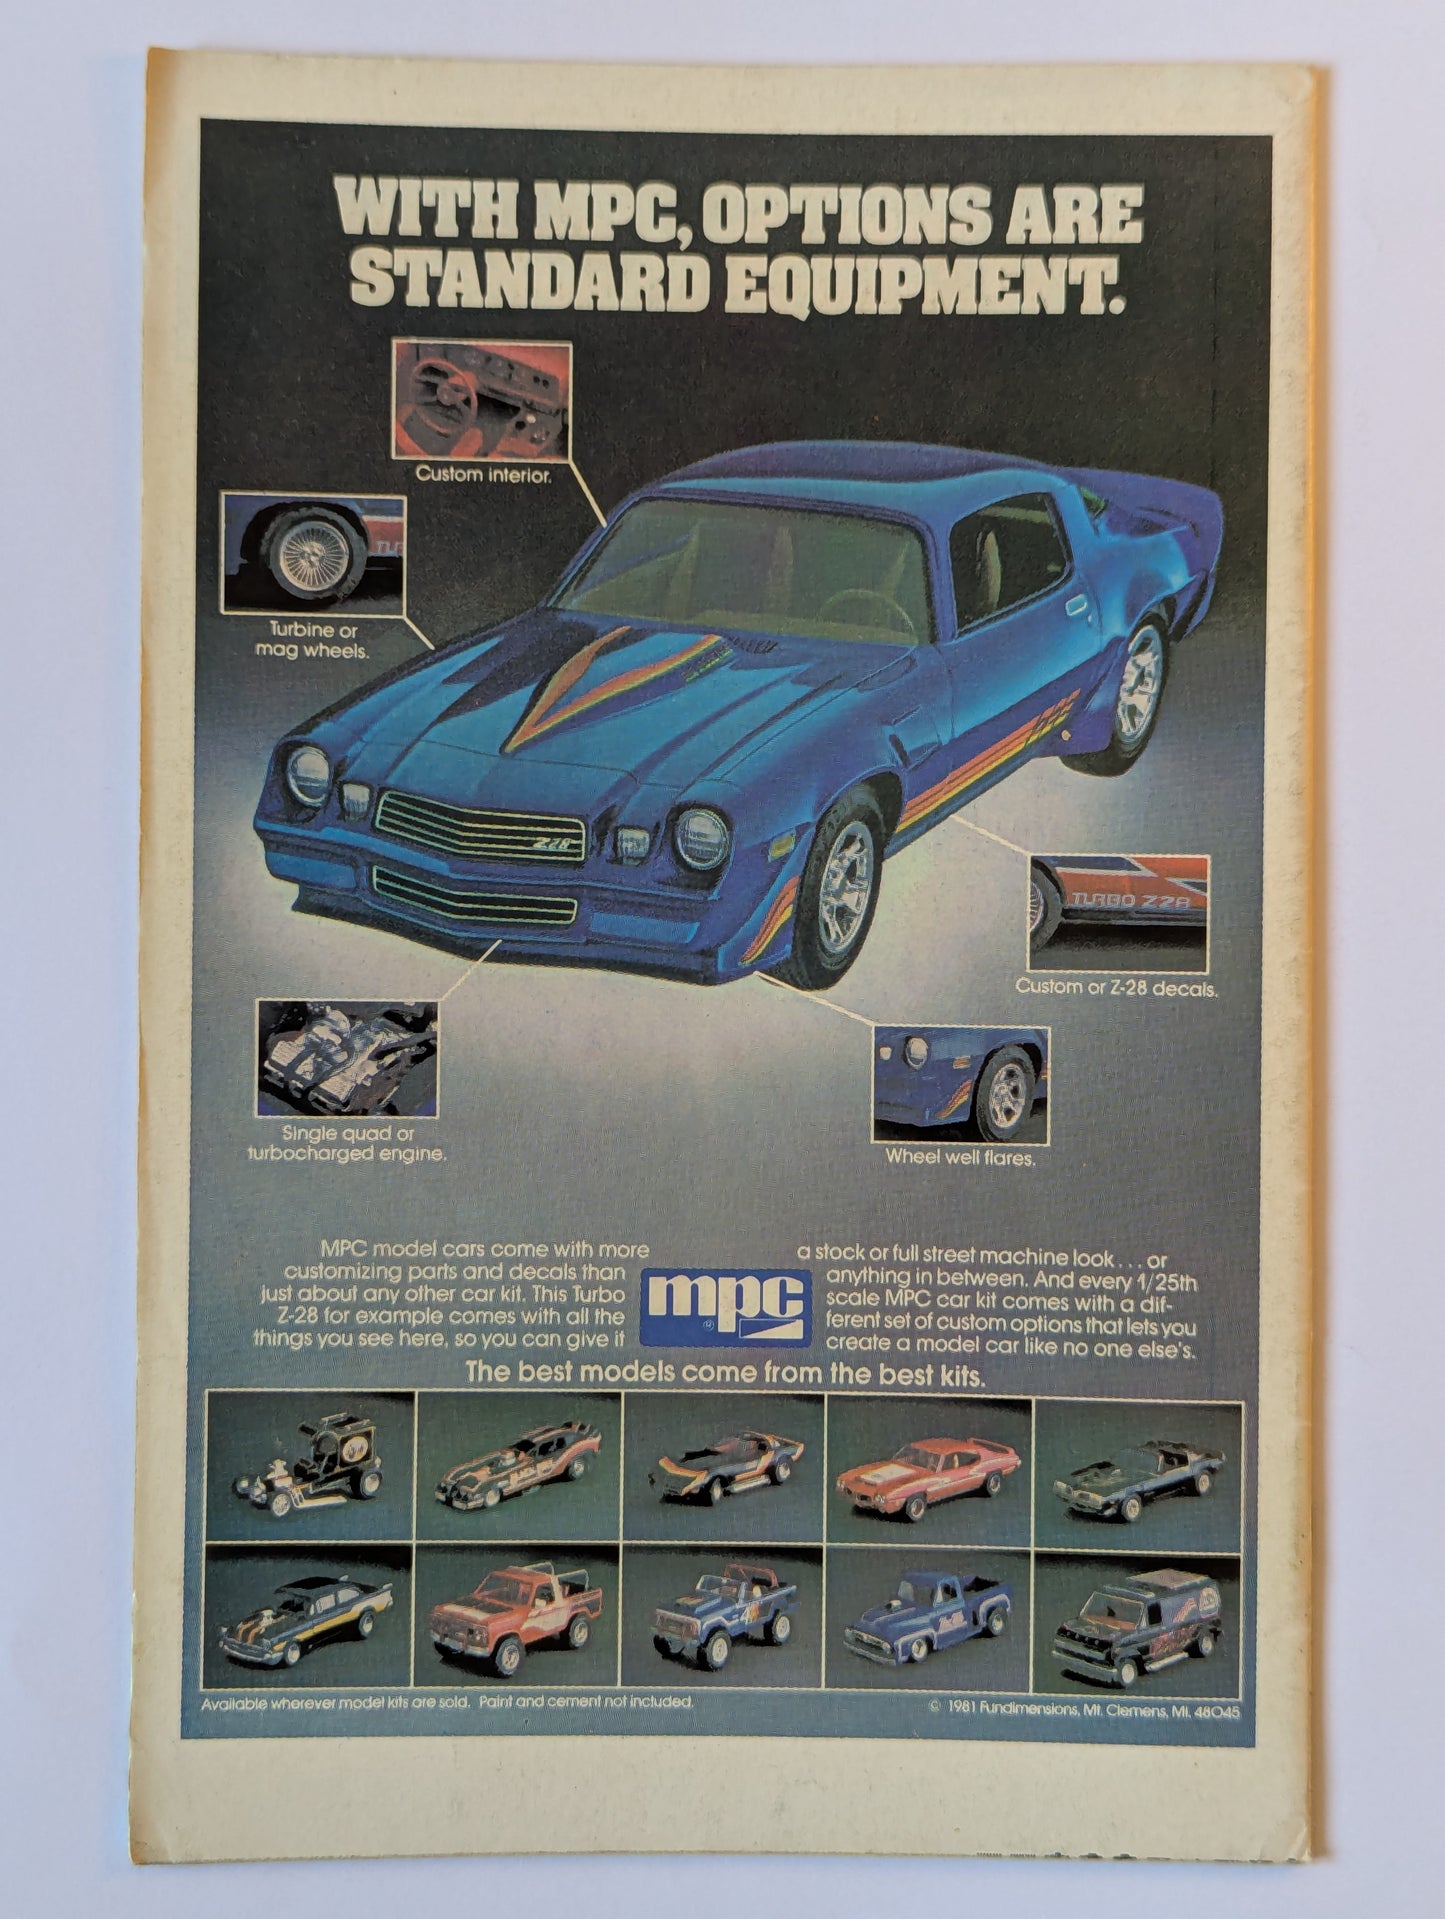 WITH MPC, OPTIONS ARE
STANDARD EQUIPMENT.
Custom interior.
TUR
Turbine or
mag wheels.
Z28
TURBO Z28
Custom or Z-28 decals.
Single quad or
turbocharged engine.
Wheel well flares.
MPC model cars come with more
customizing parts and decals than
just about any other car kit. This Turbo
Z-28 for example comes with all the
things you see here, so you can give it
mpc
®
a stock or full street machine look...or
anything in between. And every 1/25th
scale MPC car kit comes with a dif-
ferent set of custom options that lets you
create a model car like no one else's.
The best models come from the best kits.
4
Available wherever model kits are sold. Paint and cement not included.
© 1981 Fundimensions, Mt. Clemens, MI. 48045